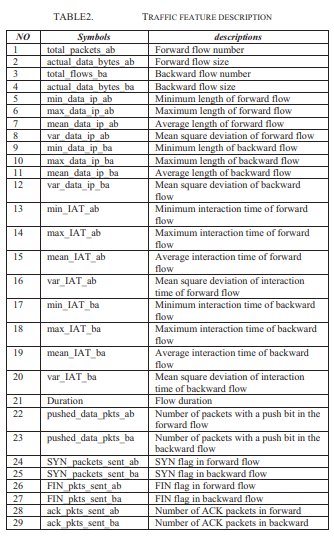 TABLE2. TRAFFIC FEATURE DESCRIPTION
NO Symbols descriptions
1 total_packets_ab Forward flow number
2 actual_data_bytes_ab Forward flow size
3 total_flows_ba Backward flow number
4 actual_data_bytes_ba Backward flow size
5 min_data_ip_ab Minimum length of forward flow
6 max_data_ip_ab Maximum length of forward flow
7 mean_data_ip_ab Average length of forward flow
8 var_data_ip_ab Mean square deviation of forward flow
9 min_data_ip_ba Minimum length of backward flow
10 max_data_ip_ba Maximum length of backward flow
11 mean_data_ip_ba Average length of backward flow
12 var_data_ip_ba Mean square deviation of backward
flow
13 min_IAT_ab Minimum interaction time of forward
flow
14 max_IAT_ab Maximum interaction time of forward
flow
15 mean_IAT_ab Average interaction time of forward
flow
16 var_IAT_ab Mean square deviation of interaction
time of forward flow
17 min_IAT_ba Minimum interaction time of backward
flow
18 max_IAT_ba Maximum interaction time of backward
flow
19 mean_IAT_ba Average interaction time of backward
flow
20 var_IAT_ba Mean square deviation of interaction
time of backward flow
21 Duration Flow duration
22 pushed_data_pkts_ab Number of packets with a push bit in the
forward flow
23 pushed_data_pkts_ba Number of packets with a push bit in the
backward flow
24 SYN_packets_sent_ab SYN flag in forward flow
25 SYN_packets_sent_ba SYN flag in backward flow
26 FIN_pkts_sent_ab FIN flag in forward flow
27 FIN_pkts_sent_ba FIN flag in backward flow
28 ack_pkts_sent_ab Number of ACK packets in forward
29 ack_pkts_sent_ba Number of ACK packets in backward